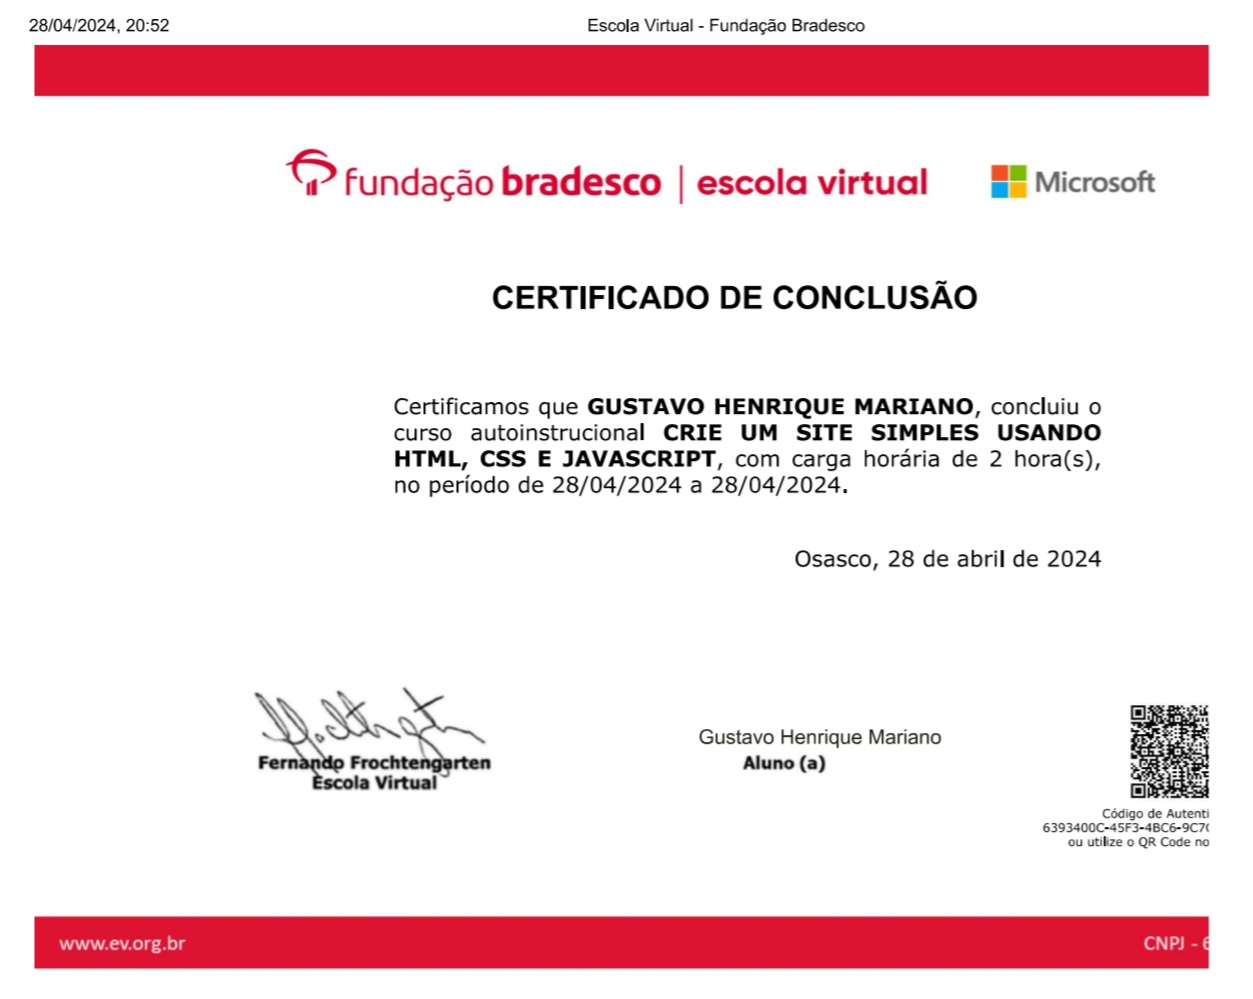 28/04/2024, 20:52
Escola Virtual - Fundação Bradesco
fundação bradesco | escola virtual
Microsoft
CERTIFICADO DE CONCLUSÃO
Certificamos que GUSTAVO HENRIQUE MARIANO, concluiu o
curso autoinstrucional CRIE UM SITE SIMPLES USANDO
HTML, CSS E JAVASCRIPT, com carga horária de 2 hora(s),
no período de 28/04/2024 a 28/04/2024.
Osasco, 28 de abril de 2024
Fernando Frochtengarten
Escola Virtual
Gustavo Henrique Mariano
Aluno (a)
Código de Autenti
6393400C-45F3-4BC6-9C7
ou utilize o QR Code no
www.ev.org.br
CNPJ - 6